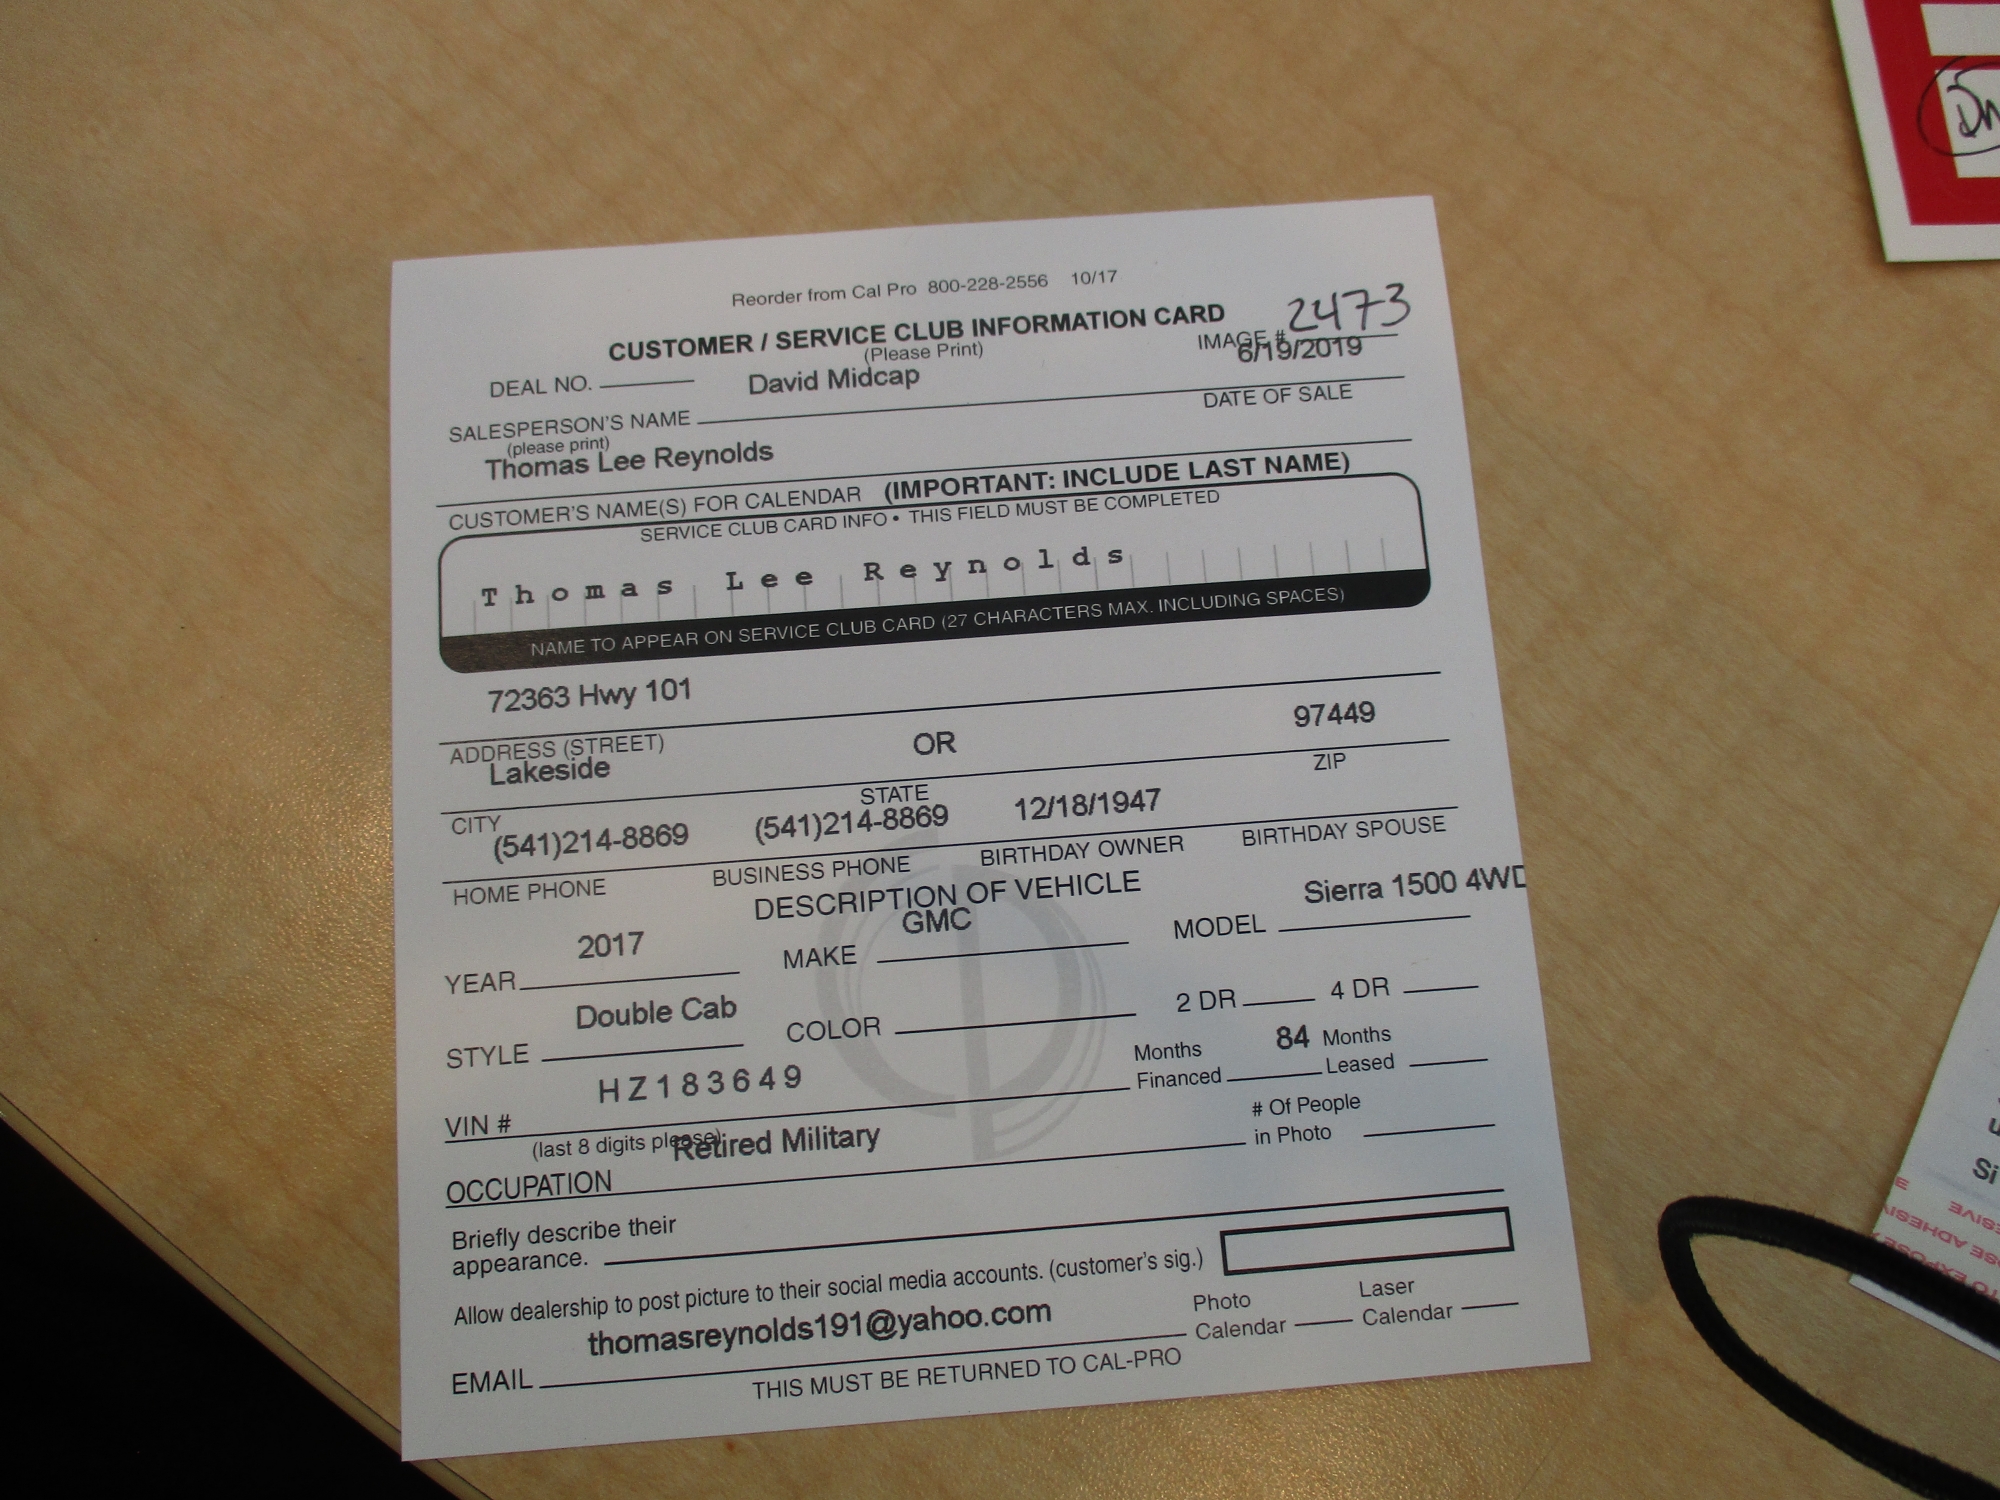 Reorder from Cal Pro 800-228-2556 10/17
CUSTOMER / SERVICE CLUB INFORMATION CARD
(Please Print)
IMAGE # 2473
6/19/2019
DEAL NO.
David Midcap
SALESPERSON'S NAME
DATE OF SALE
(please print)
Thomas Lee Reynolds
CUSTOMER'S NAME(S) FOR CALENDAR (IMPORTANT: INCLUDE LAST NAME)
SERVICE CLUB CARD INFO • THIS FIELD MUST BE COMPLETED
Thomas Lee Reynolds
NAME TO APPEAR ON SERVICE CLUB CARD (27 CHARACTERS MAX. INCLUDING SPACES)
72363 Hwy 101
ADDRESS (STREET)
Lakeside OR 97449
CITY STATE ZIP
(541)214-8869 (541)214-8869 12/18/1947
HOME PHONE BUSINESS PHONE BIRTHDAY OWNER BIRTHDAY SPOUSE
DESCRIPTION OF VEHICLE
2017 GMC Sierra 1500 4WD
YEAR MAKE MODEL
Double Cab
STYLE COLOR 2 DR 4 DR
HZ183649 84
VIN # Months Financed Months Leased
(last 8 digits please)
Retired Military
OCCUPATION
# Of People in Photo
Briefly describe their
appearance.
Allow dealership to post picture to their social media accounts. (customer's sig.)
thomasreynolds191@yahoo.com
EMAIL
Photo Calendar
Laser Calendar
THIS MUST BE RETURNED TO CAL-PRO